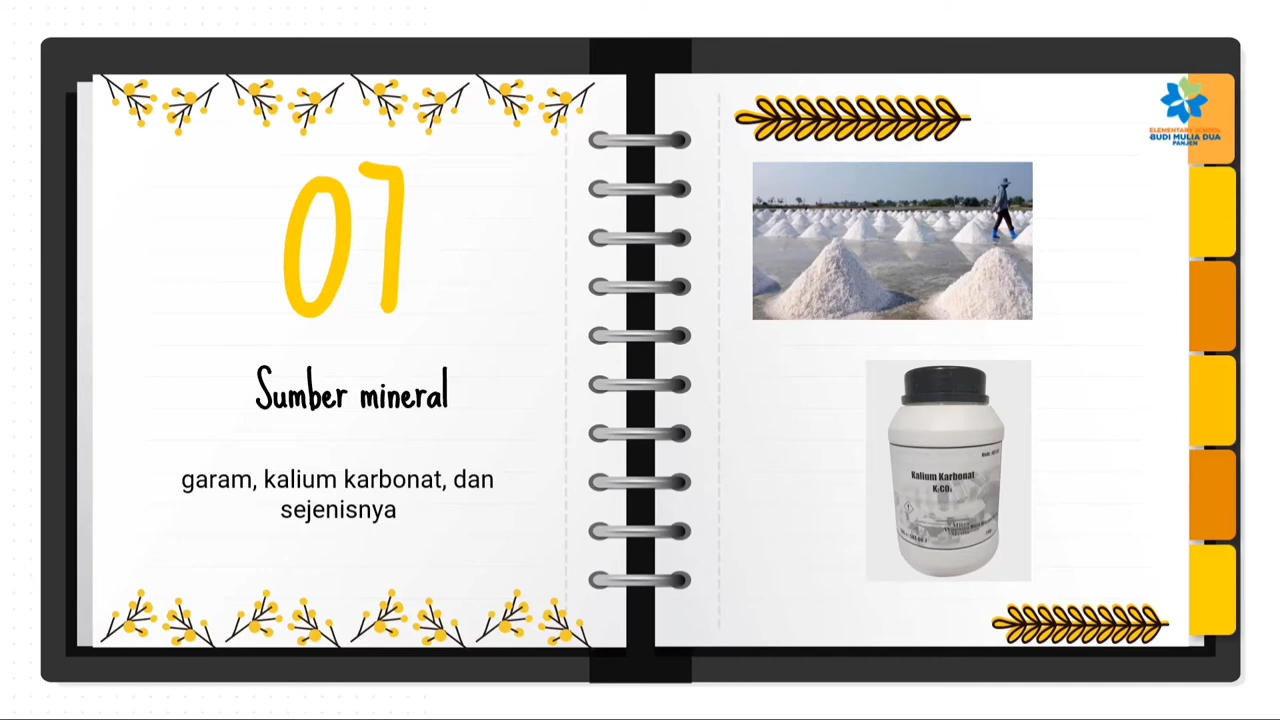 07
Sumber mineral
garam, kalium karbonat, dan
sejenisnya
ELEMENTARY SCHOOL
BUDI MULIA DUA
PANJEN
Kalium Karbonat
K₂CO₃